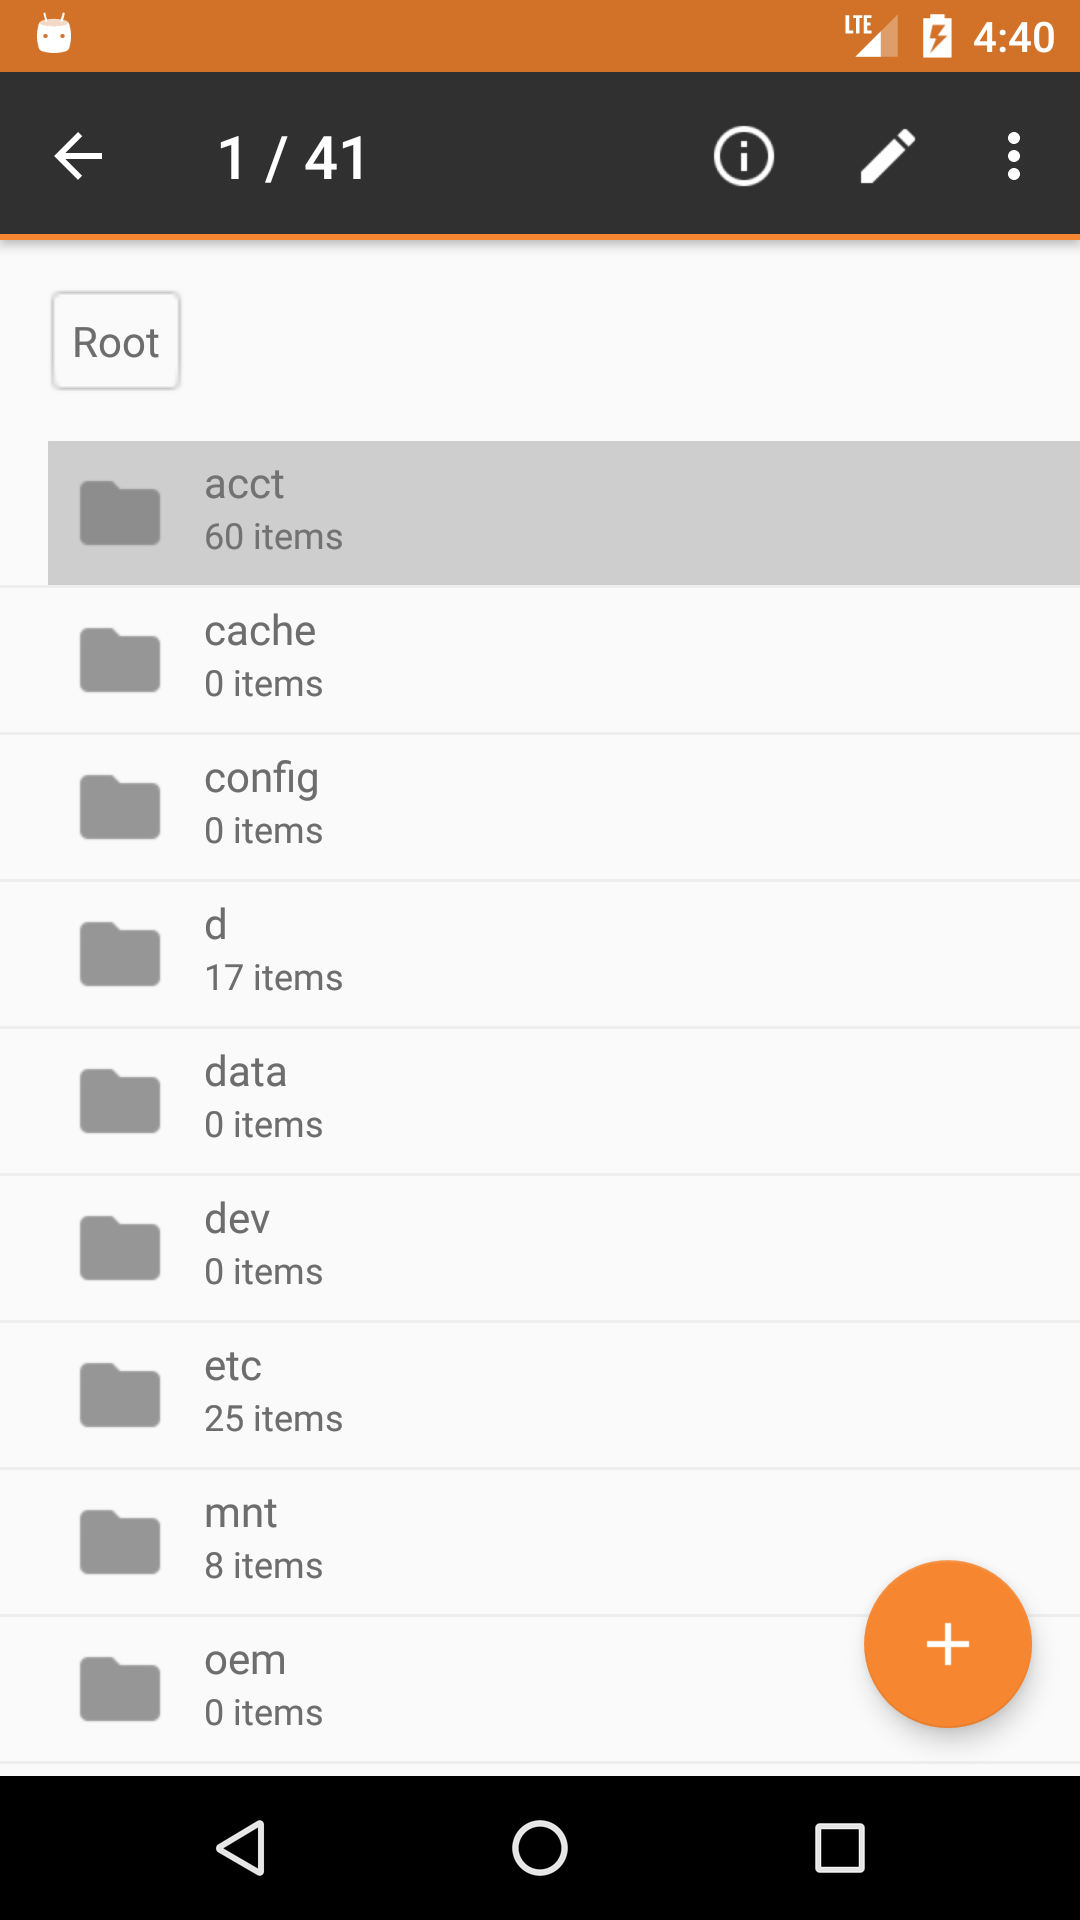 LTE 4:40
1 / 41
Root
acct
60 items
cache
0 items
config
0 items
d
17 items
data
0 items
dev
0 items
etc
25 items
mnt
8 items
oem
0 items